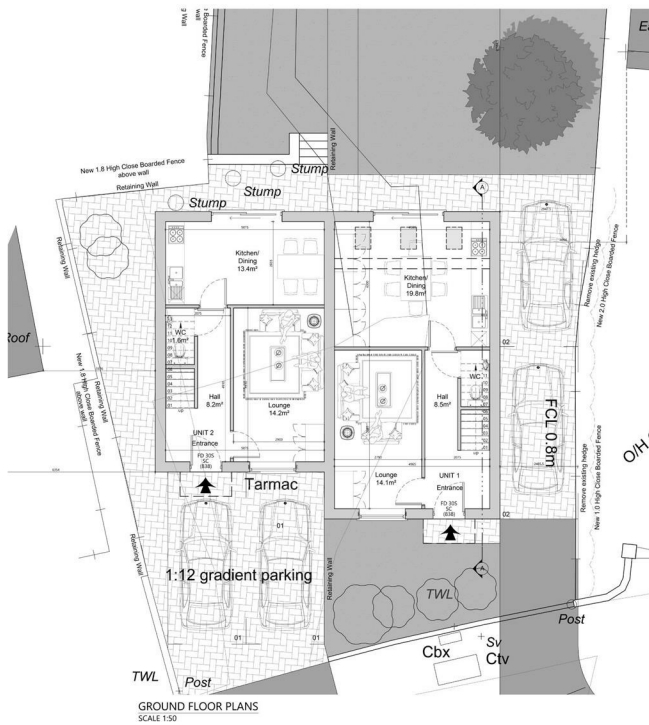 New 1.8 High Close Boarded Fence
above wall
Retaining Wall
Stump
Stump
Stump
Retaining Wall
Retaining Wall
Kitchen/
Dining
13.4m²
Kitchen/
Dining
19.8m²
Remove existing hedge
New 2.0 High Close Boarded Fence
Roof
WC
1.6m²
Hall
8.2m²
Lounge
14.2m²
WC
Hall
8.5m²
02
New 1.8 High Close Boarded Fence
above wall
Retaining Wall
FCL 0.8m
UP
UP
UNIT 2
Entrance
FD 30S
SC
(B38)
Lounge
14.1m²
UNIT 1
Entrance
FD 30S
SC
(B38)
Tarmac
O/H
Remove existing hedge
New 1.0 High Close Boarded Fence
01
02
1:12 gradient parking
Retaining Wall
Retaining Wall
A
A
TWL
01
01
Post
Cbx
Sv
Ctv
TWL
Post
GROUND FLOOR PLANS
SCALE 1:50